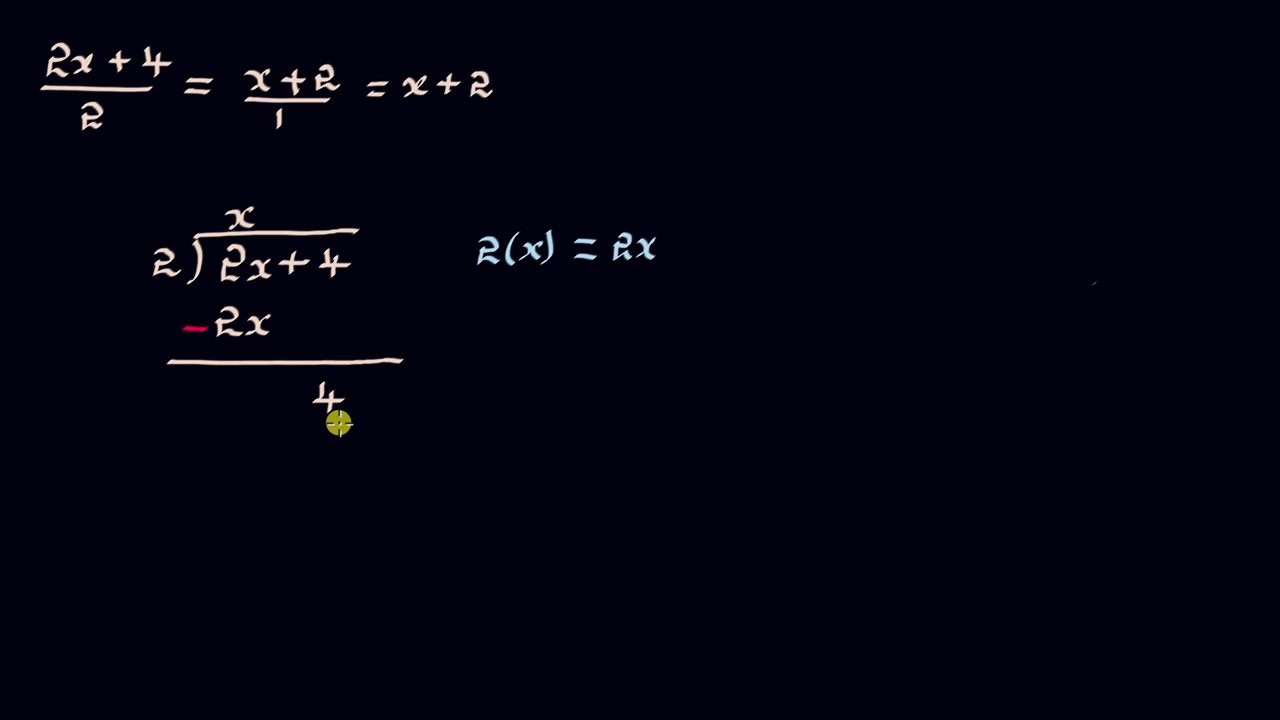 2x + 4 / 2 = x + 2 / 1 = x + 2
x
2 ) 2x + 4
2(x) = 2x
- 2x
4